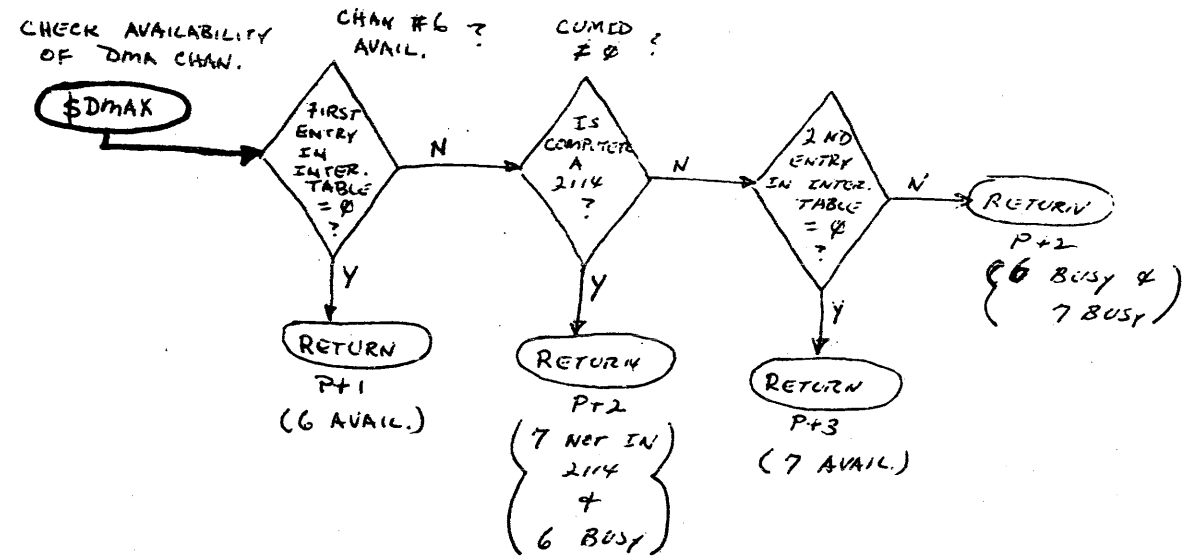 CHECK AVAILABILITY
OF DMA CHAN.
$DMAX
CHAN #6 ?
AVAIL.
FIRST
ENTRY
IN
INTER.
TABLE
= ∅
?
N
Y
RETURN
P+1
(6 AVAIL.)
≠ ∅ ?
IS
COMPUTER
A
2114
?
N
Y
RETURN
P+2
(7 NOT IN
2114
&
6 BUSY)
2 ND
ENTRY
IN INTER.
TABLE
= ∅
?
N
Y
RETURN
P+3
(7 AVAIL.)
RETURN
P+2
(6 BUSY &
7 BUSY)